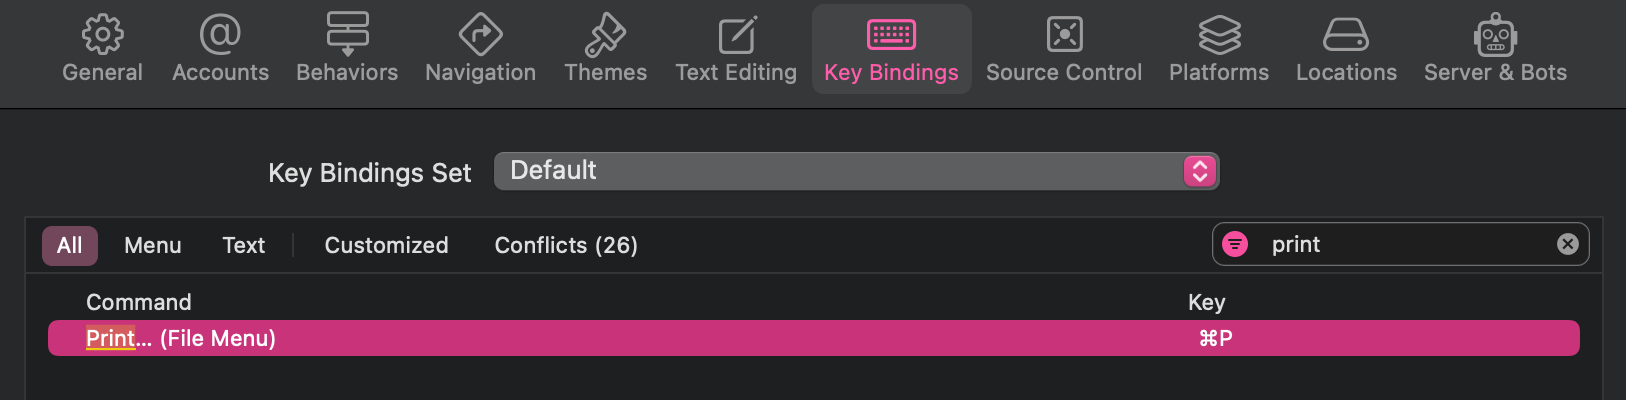 General Accounts Behaviors Navigation Themes Text Editing Key Bindings Source Control Platforms Locations Server & Bots
Key Bindings Set Default
All Menu Text Customized Conflicts (26) print
Command Key
Print... (File Menu) ⌘P